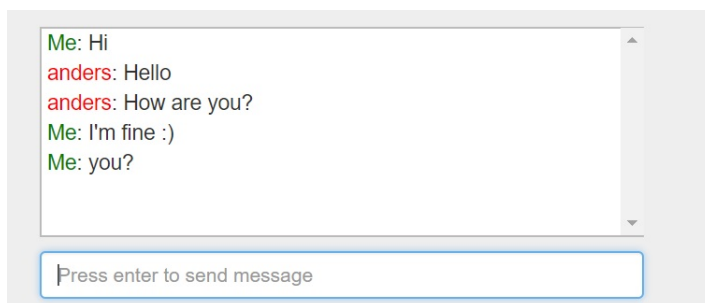 Me: Hi
anders: Hello
anders: How are you?
Me: I'm fine :)
Me: you?
Press enter to send message